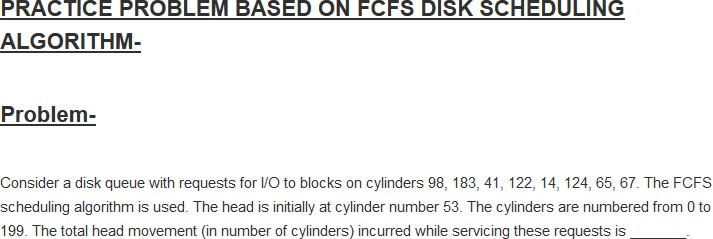 PRACTICE PROBLEM BASED ON FCFS DISK SCHEDULING
ALGORITHM-
Problem-
Consider a disk queue with requests for I/O to blocks on cylinders 98, 183, 41, 122, 14, 124, 65, 67. The FCFS
scheduling algorithm is used. The head is initially at cylinder number 53. The cylinders are numbered from 0 to
199. The total head movement (in number of cylinders) incurred while servicing these requests is _______.